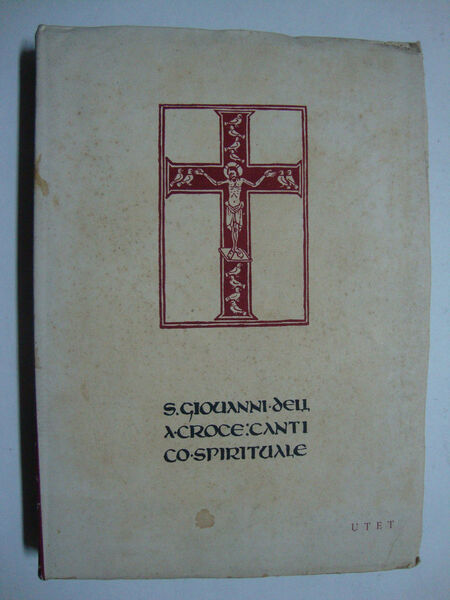 S. GIOVANNI · DELL
A · CROCE : CANTI
CO · SPIRITUALE
UTET